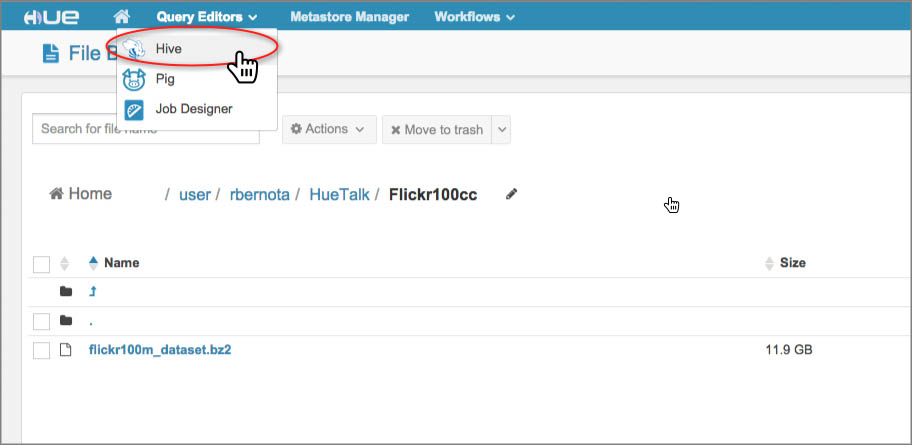 HUE Query Editors Metastore Manager Workflows
File B
Hive
Pig
Job Designer
Search for file name Actions Move to trash
Home / user / rbernota / HueTalk / Flickr100cc
Name Size
.
flickr100m_dataset.bz2 11.9 GB